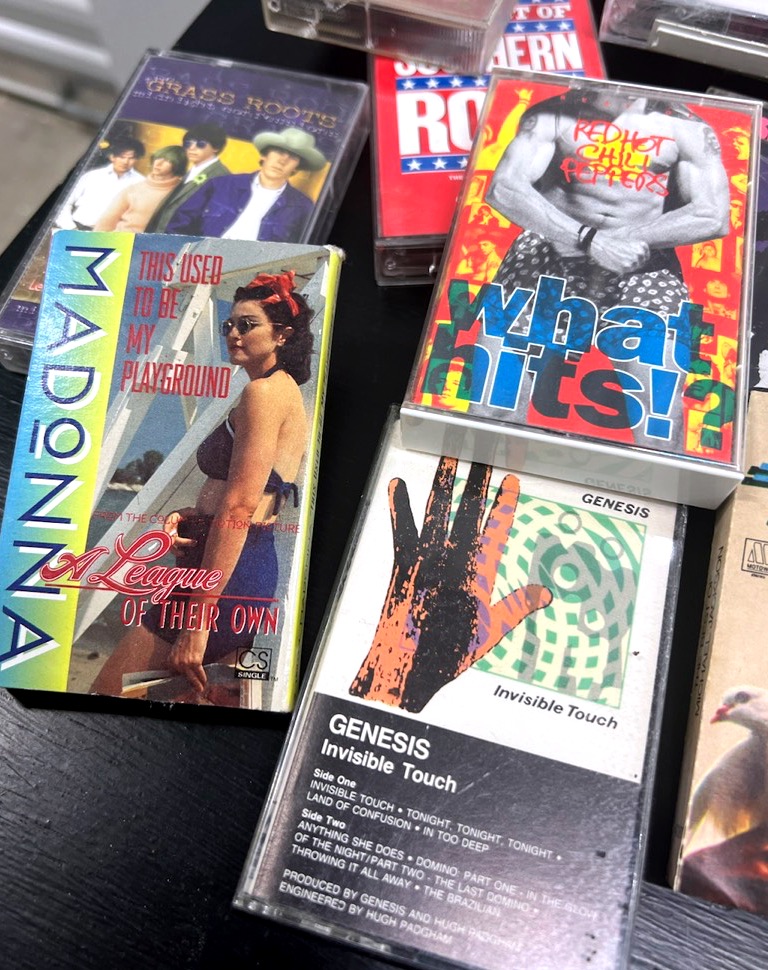 GRASS ROOTS
T OF
SOUTHERN
RO
RED HOT
CHILI
PEPPERS
what
hits!?
MADONNA
THIS USED
TO BE
MY
PLAYGROUND
A League
OF THEIR OWN
CS
SINGLE™
GENESIS
Invisible Touch
GENESIS
Invisible Touch
Side One
INVISIBLE TOUCH • TONIGHT, TONIGHT, TONIGHT •
LAND OF CONFUSION • IN TOO DEEP
Side Two
ANYTHING SHE DOES • DOMINO: PART ONE - IN THE GLOW
OF THE NIGHT/PART TWO - THE LAST DOMINO •
THROWING IT ALL AWAY • THE BRAZILIAN
PRODUCED BY GENESIS AND HUGH PADGHAM
ENGINEERED BY HUGH PADGHAM
MOTOWN